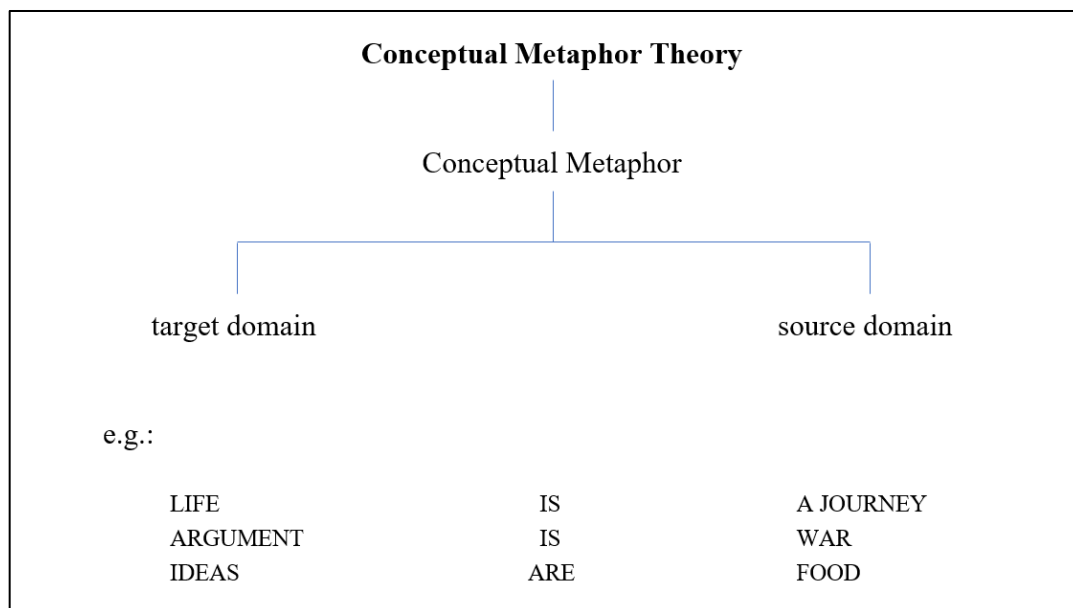 Conceptual Metaphor Theory
Conceptual Metaphor
target domain source domain
e.g.:
LIFE IS A JOURNEY
ARGUMENT IS WAR
IDEAS ARE FOOD